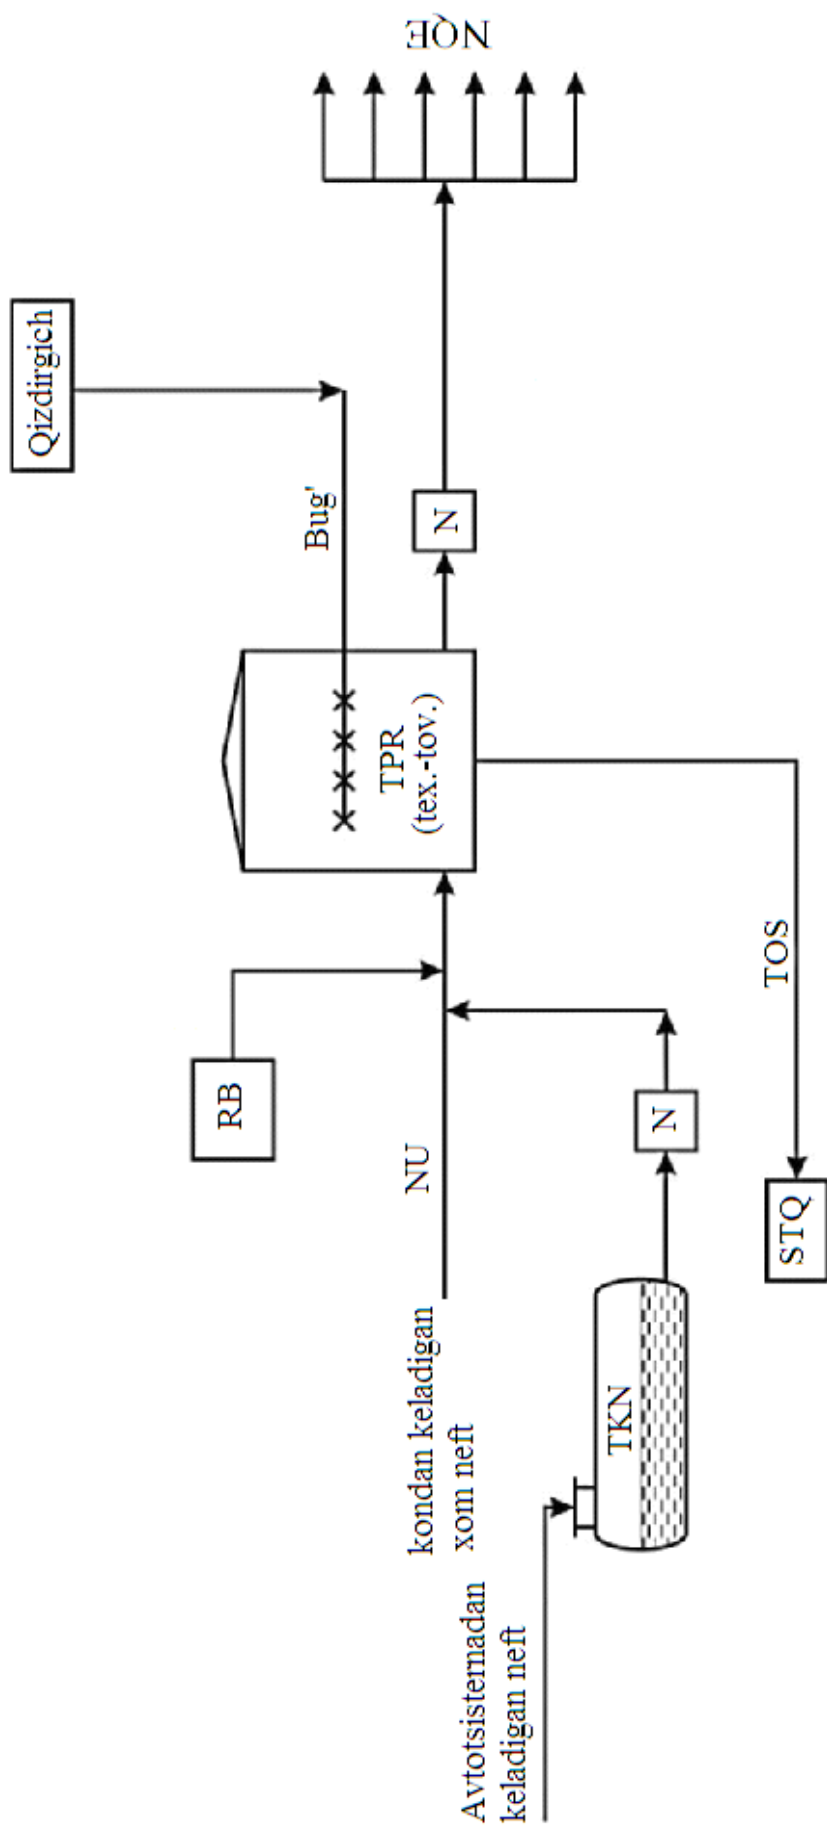 Qizdirgich
Bug'
NQE
RB
TPR
(tex.-tov.)
N
NU
kondan keladigan
xom neft
Avtotsisternadan
keladigan neft
TKN
N
TOS
STQ